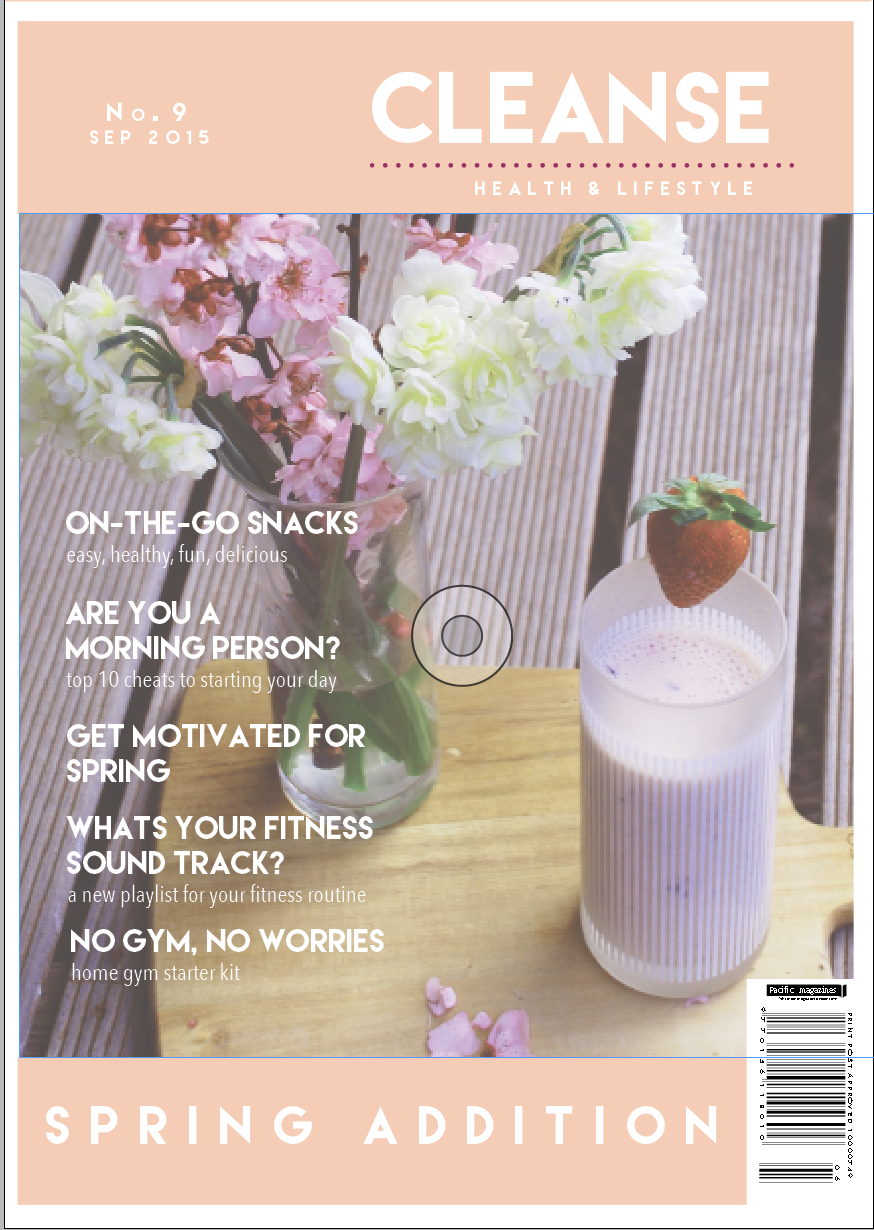 No. 9
SEP 2015
CLEANSE
HEALTH & LIFESTYLE
ON-THE-GO SNACKS
easy, healthy, fun, delicious
ARE YOU A
MORNING PERSON?
top 10 cheats to starting your day
GET MOTIVATED FOR
SPRING
WHATS YOUR FITNESS
SOUND TRACK?
a new playlist for your fitness routine
NO GYM, NO WORRIES
home gym starter kit
Pacific magazines
PRINT POST APPROVED
SPRING ADDITION